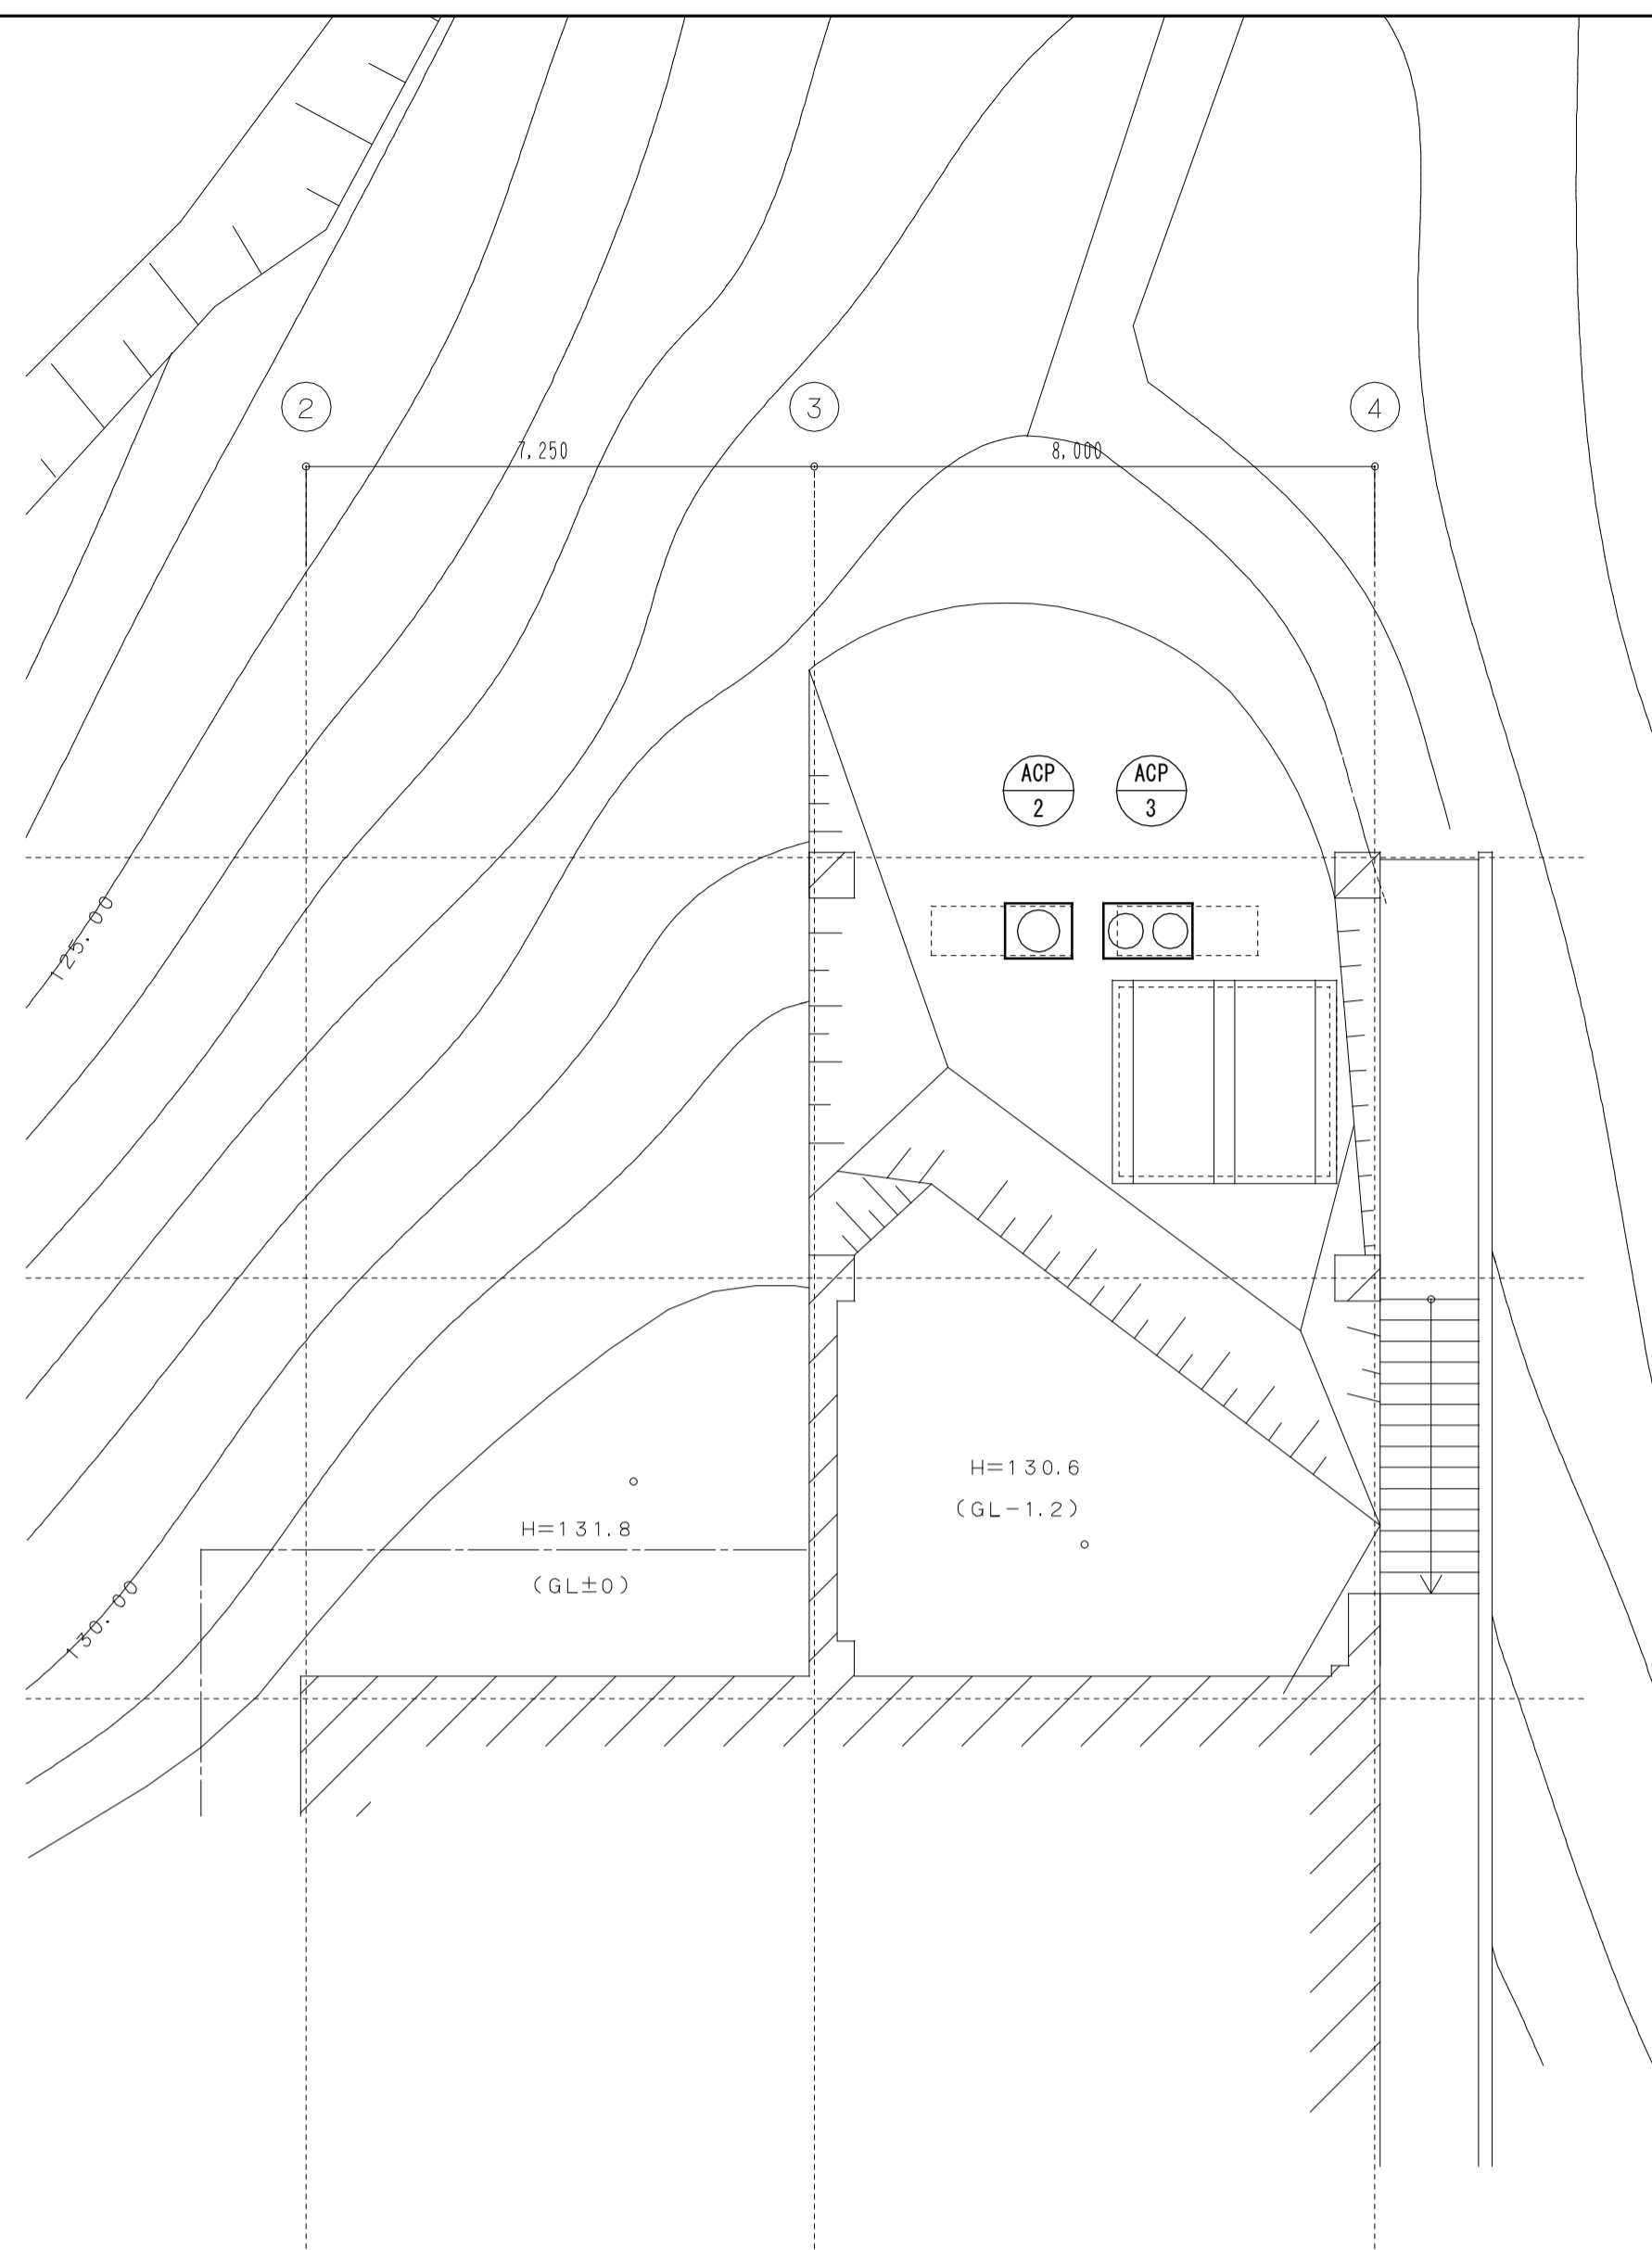 2
3
4
7,250
8,000
ACP
2
ACP
3
125.00
H=130.6
(GL-1.2)
H=131.8
(GL±0)
130.00